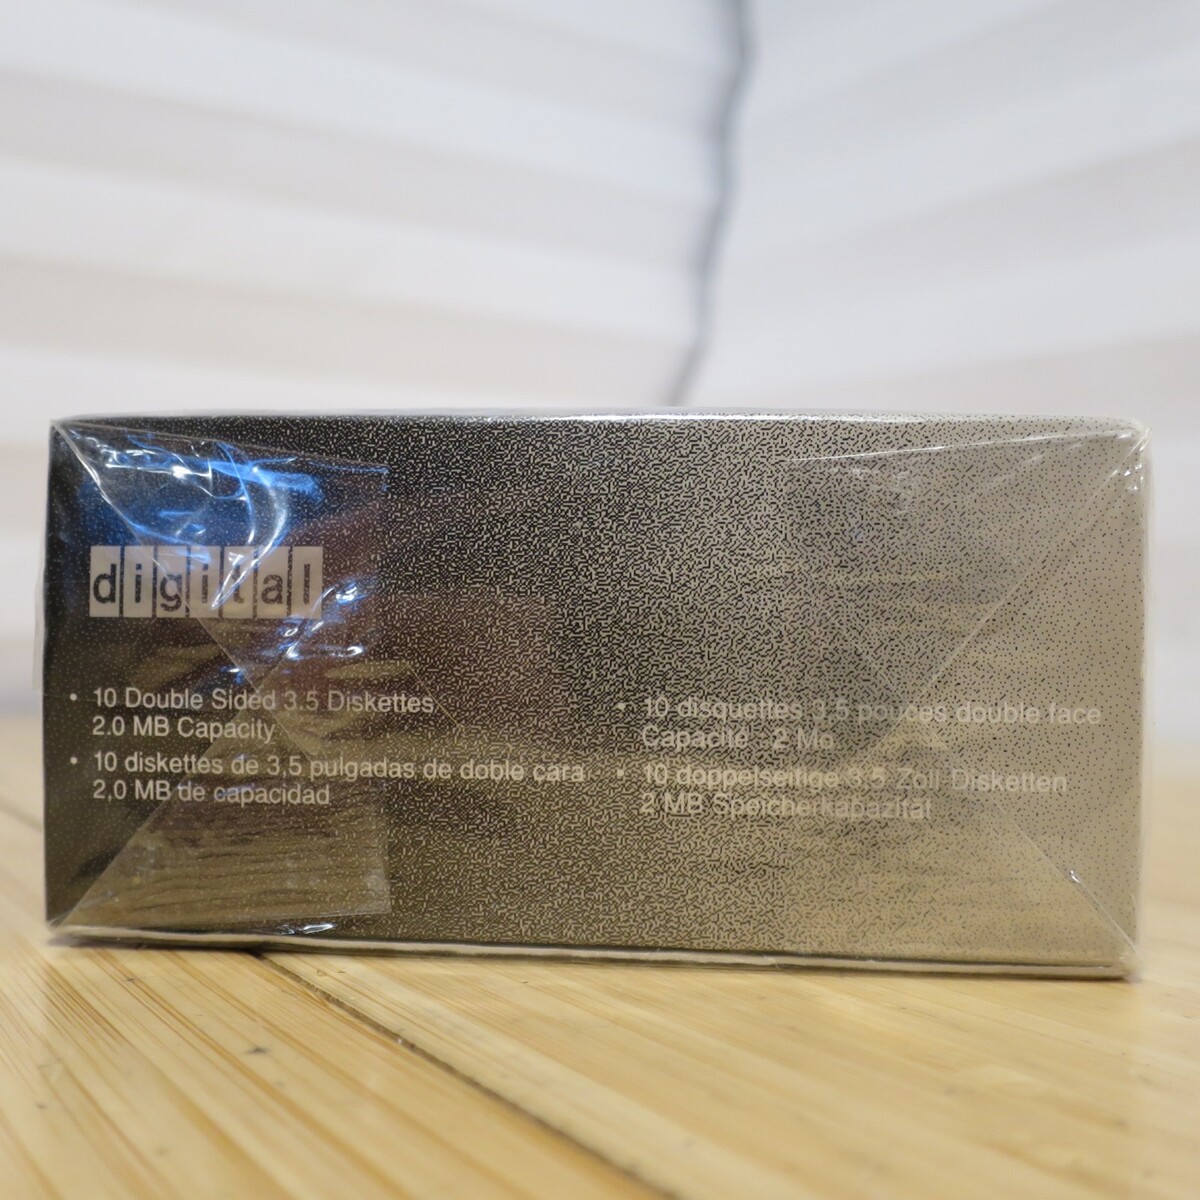 digital
• 10 Double Sided 3.5 Diskettes
2.0 MB Capacity
• 10 diskettes de 3,5 pulgadas de doble cara
2,0 MB de capacidad
• 10 disquettes 3,5 pouces double face
Capacité 2 Mo
• 10 doppelseitige 3,5 Zoll Disketten
2 MB Speicherkapazität